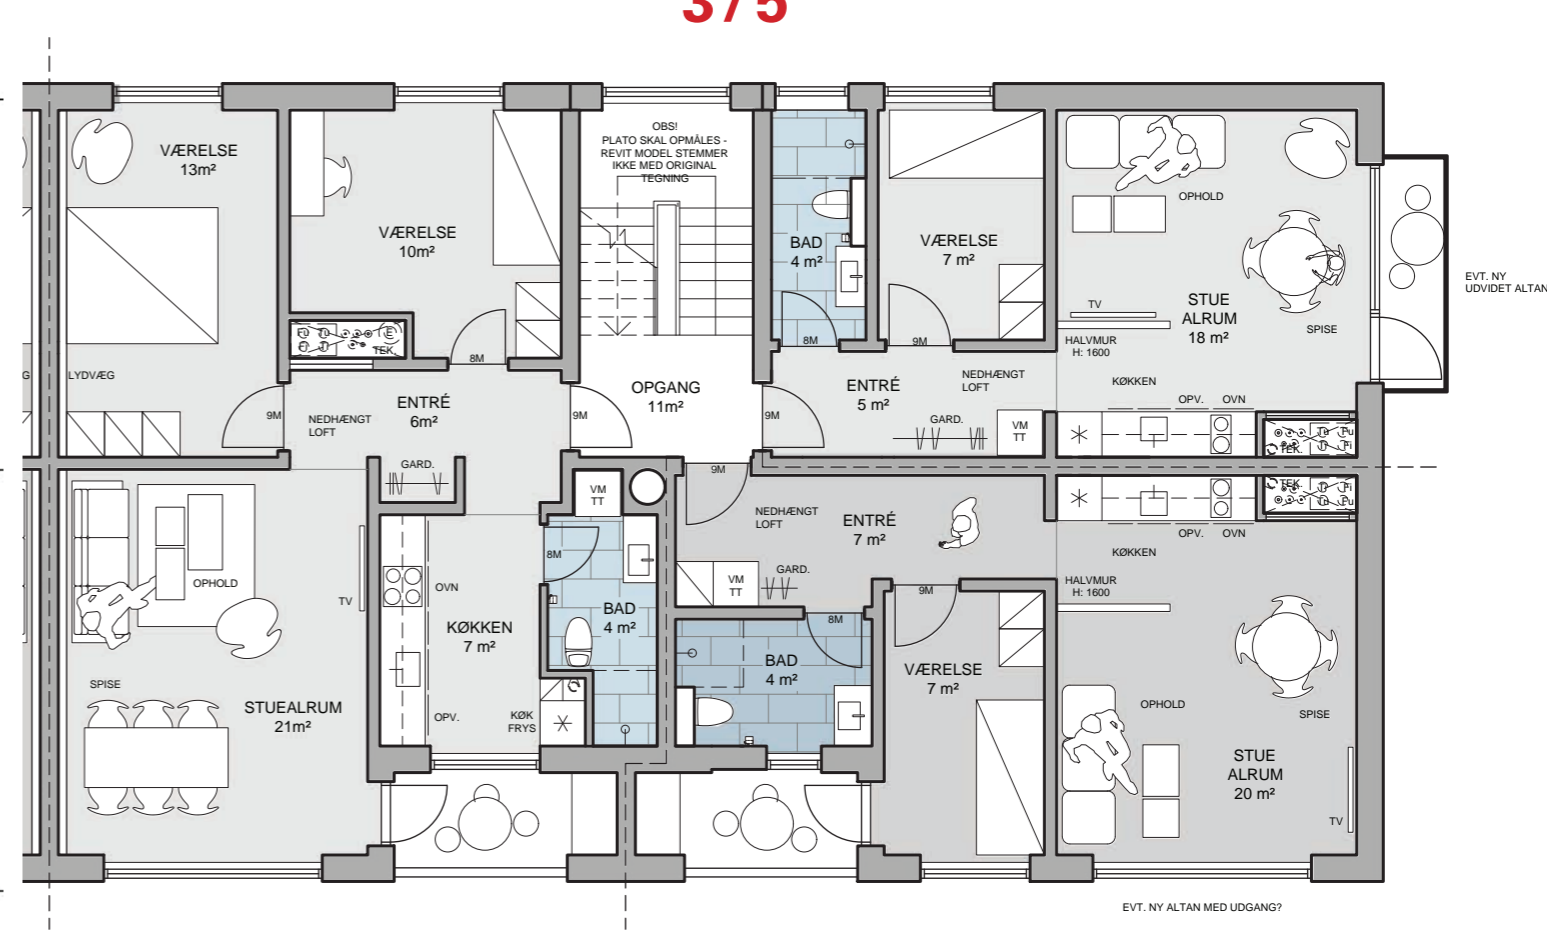 375
VÆRELSE
13m²
VÆRELSE
10m²
OBS!
PLATO SKAL OPMÅLES -
REVIT MODEL STEMMER
IKKE MED ORIGINAL
TEGNING
BAD
4 m²
VÆRELSE
7 m²
OPHOLD
STUE
ALRUM
18 m²
SPISE
TV
EVT. NY
UDVIDET ALTAN
HALVMUR
H: 1600
KØKKEN
OPV. OVN
TEK.
LYDVÆG
G
9M
8M
NEDHÆNGT
LOFT
ENTRÉ
6m²
9M
OPGANG
11m²
9M
8M
9M
ENTRÉ
5 m²
NEDHÆNGT
LOFT
GARD.
VM
TT
TEK.
GARD.
VM
TT
9M
NEDHÆNGT
LOFT
ENTRÉ
7 m²
TEK.
OPV. OVN
KØKKEN
HALVMUR
H: 1600
OPHOLD
TV
OVN
8M
BAD
4 m²
KØKKEN
7 m²
VM
TT
GARD.
8M
9M
BAD
4 m²
VÆRELSE
7 m²
SPISE
STUEALRUM
21m²
OPV.
KØK
FRYS
OPHOLD
SPISE
STUE
ALRUM
20 m²
TV
EVT. NY ALTAN MED UDGANG?